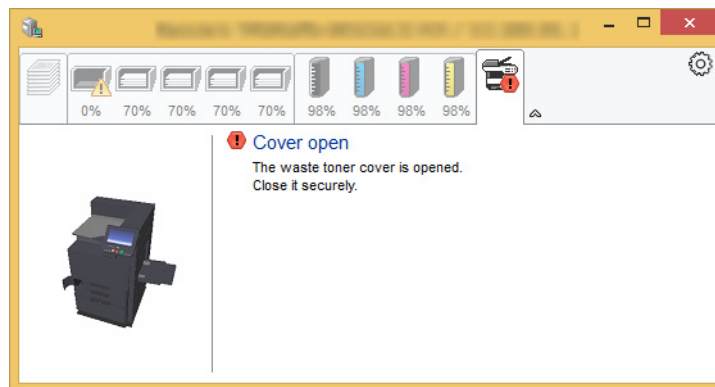 0% 70% 70% 70% 70% 98% 98% 98% 98%
Cover open
The waste toner cover is opened.
Close it securely.